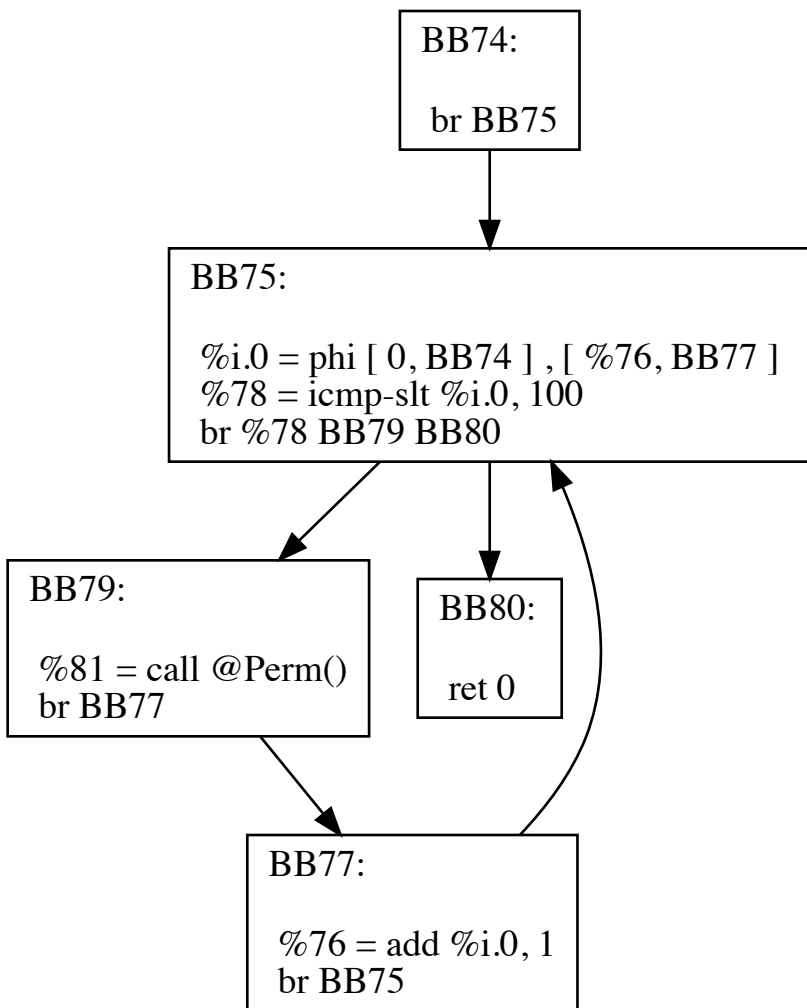 BB74:
br BB75
BB75:
%i.0 = phi [ 0, BB74 ] , [ %76, BB77 ]
%78 = icmp-slt %i.0, 100
br %78 BB79 BB80
BB79:
%81 = call @Perm()
br BB77
BB80:
ret 0
BB77:
%76 = add %i.0, 1
br BB75